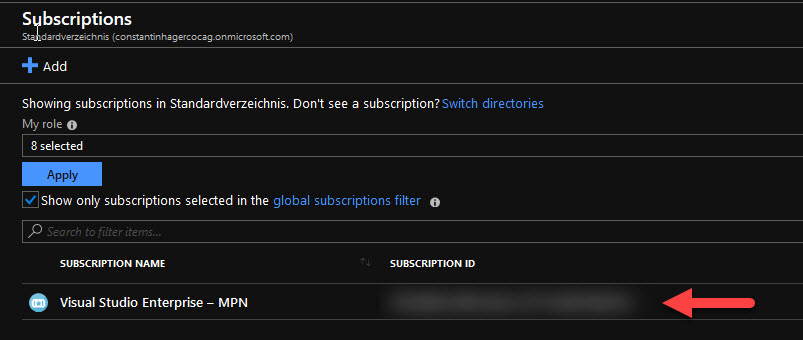 Subscriptions
Standardverzeichnis (constantinhagercocag.onmicrosoft.com)
Add
Showing subscriptions in Standardverzeichnis. Don't see a subscription? Switch directories
My role
8 selected
Apply
Show only subscriptions selected in the global subscriptions filter
Search to filter items...
SUBSCRIPTION NAME SUBSCRIPTION ID
Visual Studio Enterprise – MPN